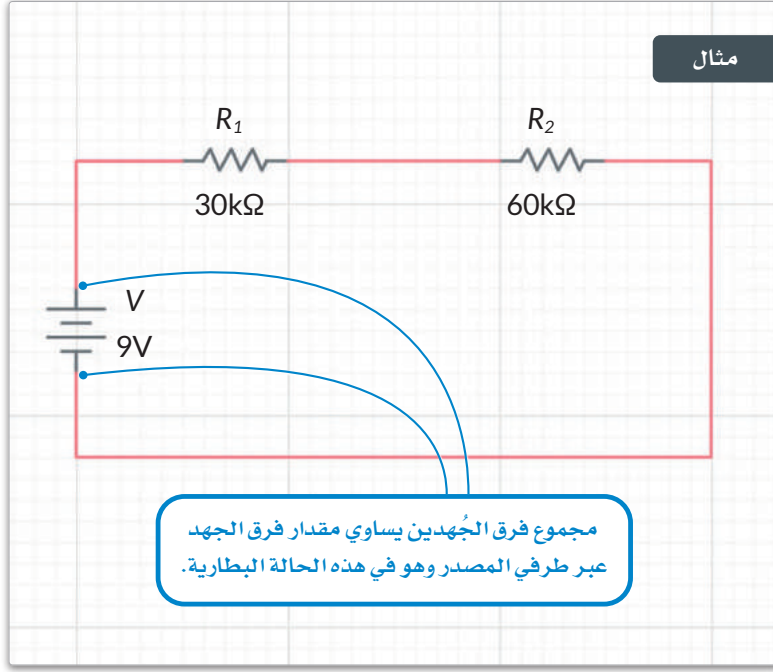 مثال
R₁
R₂
30kΩ
60kΩ
V
9V
مجموع فرق الجُهدين يساوي مقدار فرق الجهد
عبر طرفي المصدر وهو في هذه الحالة البطارية.